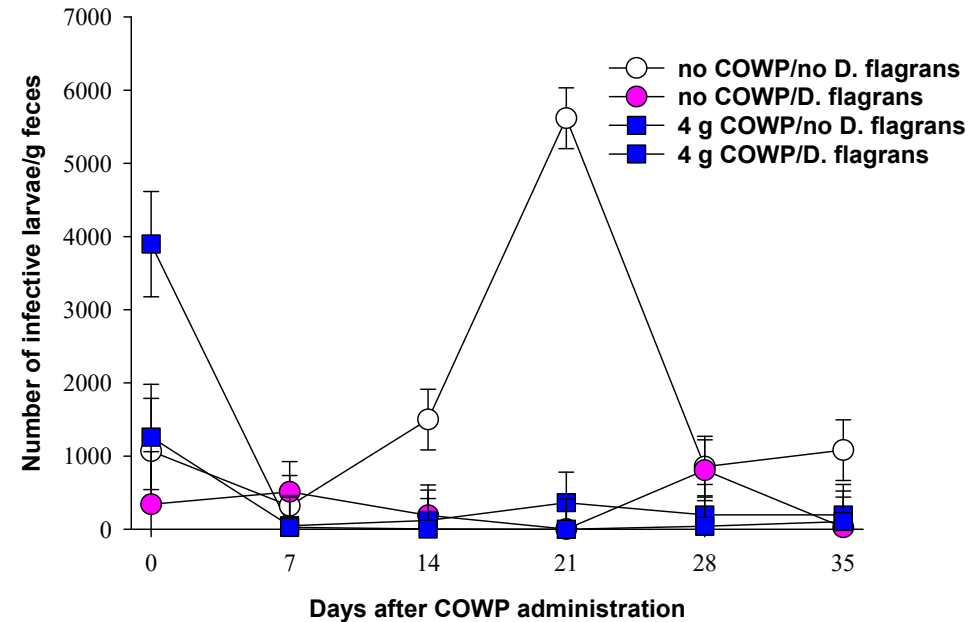 7000
6000
5000
4000
3000
2000
1000
0
Number of infective larvae/g feces
no COWP/no D. flagrans
no COWP/D. flagrans
4 g COWP/no D. flagrans
4 g COWP/D. flagrans
0 7 14 21 28 35
Days after COWP administration